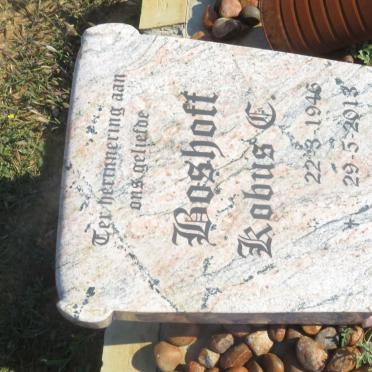 Ter herinnering aan
ons geliefde
Boshoff
Kobus C.
22·3·1946
29·5·2013